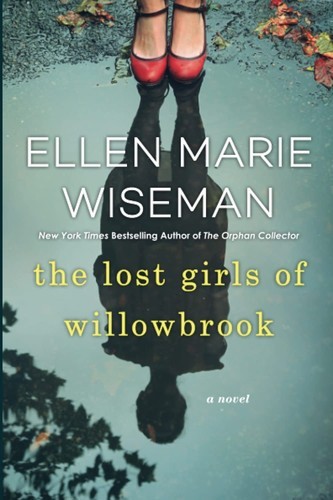 ELLEN MARIE
WISEMAN
New York Times Bestselling Author of The Orphan Collector
the lost girls of
willowbrook
a novel